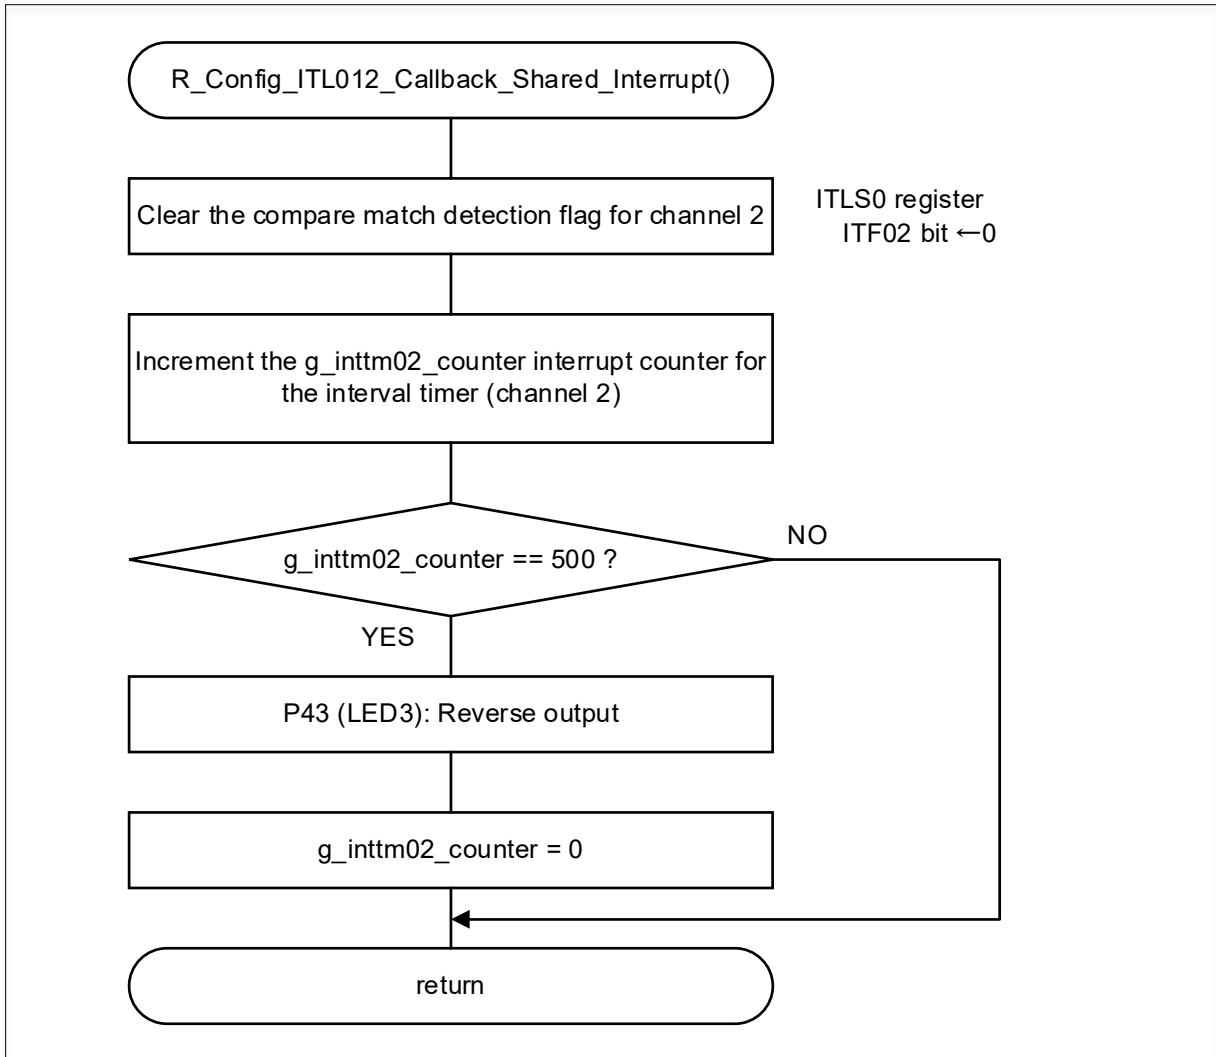 R_Config_ITL012_Callback_Shared_Interrupt()
Clear the compare match detection flag for channel 2
ITLS0 register
ITF02 bit ←0
Increment the g_inttm02_counter interrupt counter for
the interval timer (channel 2)
g_inttm02_counter == 500 ?
NO
YES
P43 (LED3): Reverse output
g_inttm02_counter = 0
return